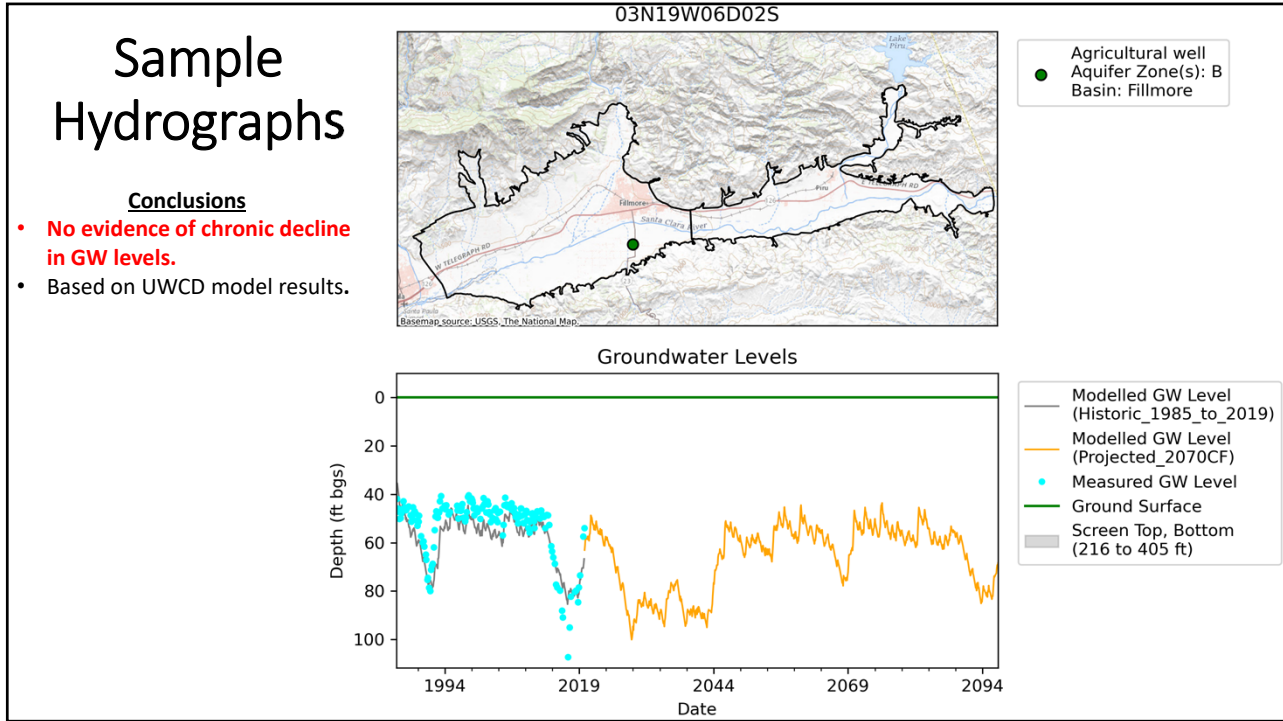 Sample
Hydrographs
Conclusions
• No evidence of chronic decline
in GW levels.
• Based on UWCD model results.
03N19W06D02S
Lake
Piru
Fillmore
Piru
126
E TELEGRAPH RD
Santa Clara River
W TELEGRAPH RD
126
Santa Paula
Basemap source: USGS, The National Map.
Agricultural well
Aquifer Zone(s): B
Basin: Fillmore
Groundwater Levels
Depth (ft bgs)
0
20
40
60
80
100
1994
2019
2044
2069
2094
Date
Modelled GW Level
(Historic_1985_to_2019)
Modelled GW Level
(Projected_2070CF)
Measured GW Level
Ground Surface
Screen Top, Bottom
(216 to 405 ft)